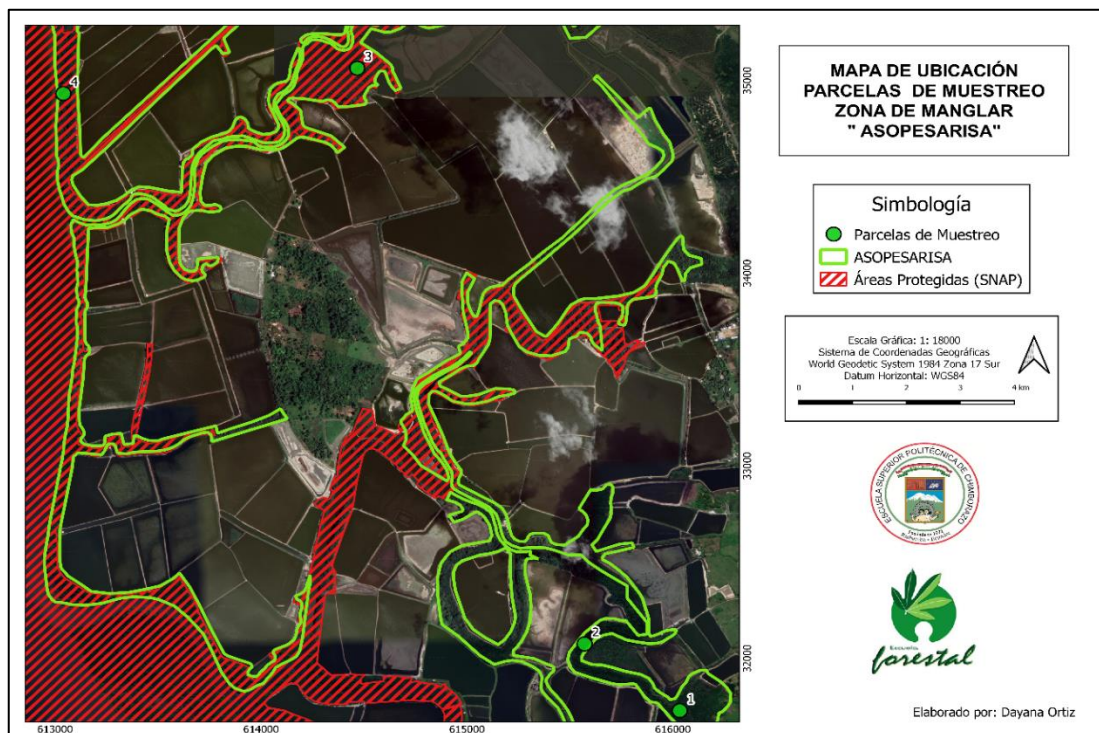 4
3
2
1
35000
34000
33000
32000
613000
614000
615000
616000
MAPA DE UBICACIÓN
PARCELAS DE MUESTREO
ZONA DE MANGLAR
" ASOPESARISA"
Simbología
Parcelas de Muestreo
ASOPESARISA
Áreas Protegidas (SNAP)
Escala Gráfica: 1: 18000
Sistema de Coordenadas Geográficas
World Geodetic System 1984 Zona 17 Sur
Datum Horizontal: WGS84
0 1 2 3 4 km
ESCUELA SUPERIOR POLITÉCNICA DE CHIMBORAZO
Escuela
forestal
Elaborado por: Dayana Ortiz